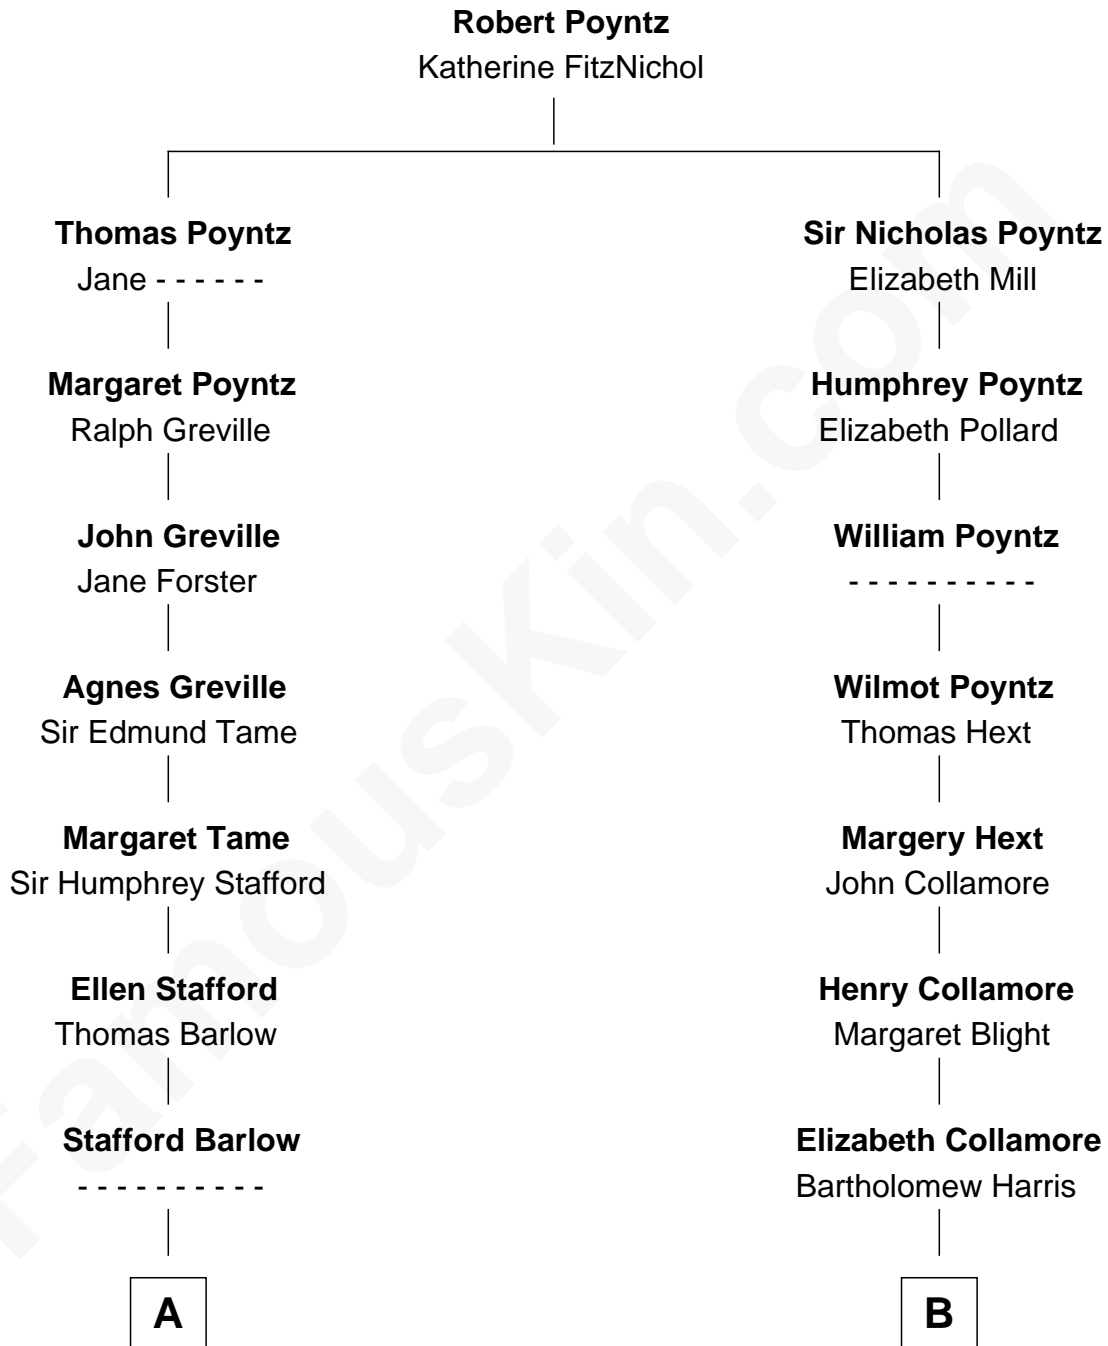 Robert Poyntz
Katherine FitzNichol
Thomas Poyntz
Jane - - - - - -
Sir Nicholas Poyntz
Elizabeth Mill
Margaret Poyntz
Ralph Greville
Humphrey Poyntz
Elizabeth Pollard
John Greville
Jane Forster
William Poyntz
- - - - - - - - - -
Agnes Greville
Sir Edmund Tame
Wilmot Poyntz
Thomas Hext
Margaret Tame
Sir Humphrey Stafford
Margery Hext
John Collamore
Ellen Stafford
Thomas Barlow
Henry Collamore
Margaret Blight
Stafford Barlow
- - - - - - - - - -
Elizabeth Collamore
Bartholomew Harris
A
B
FamousKin.com